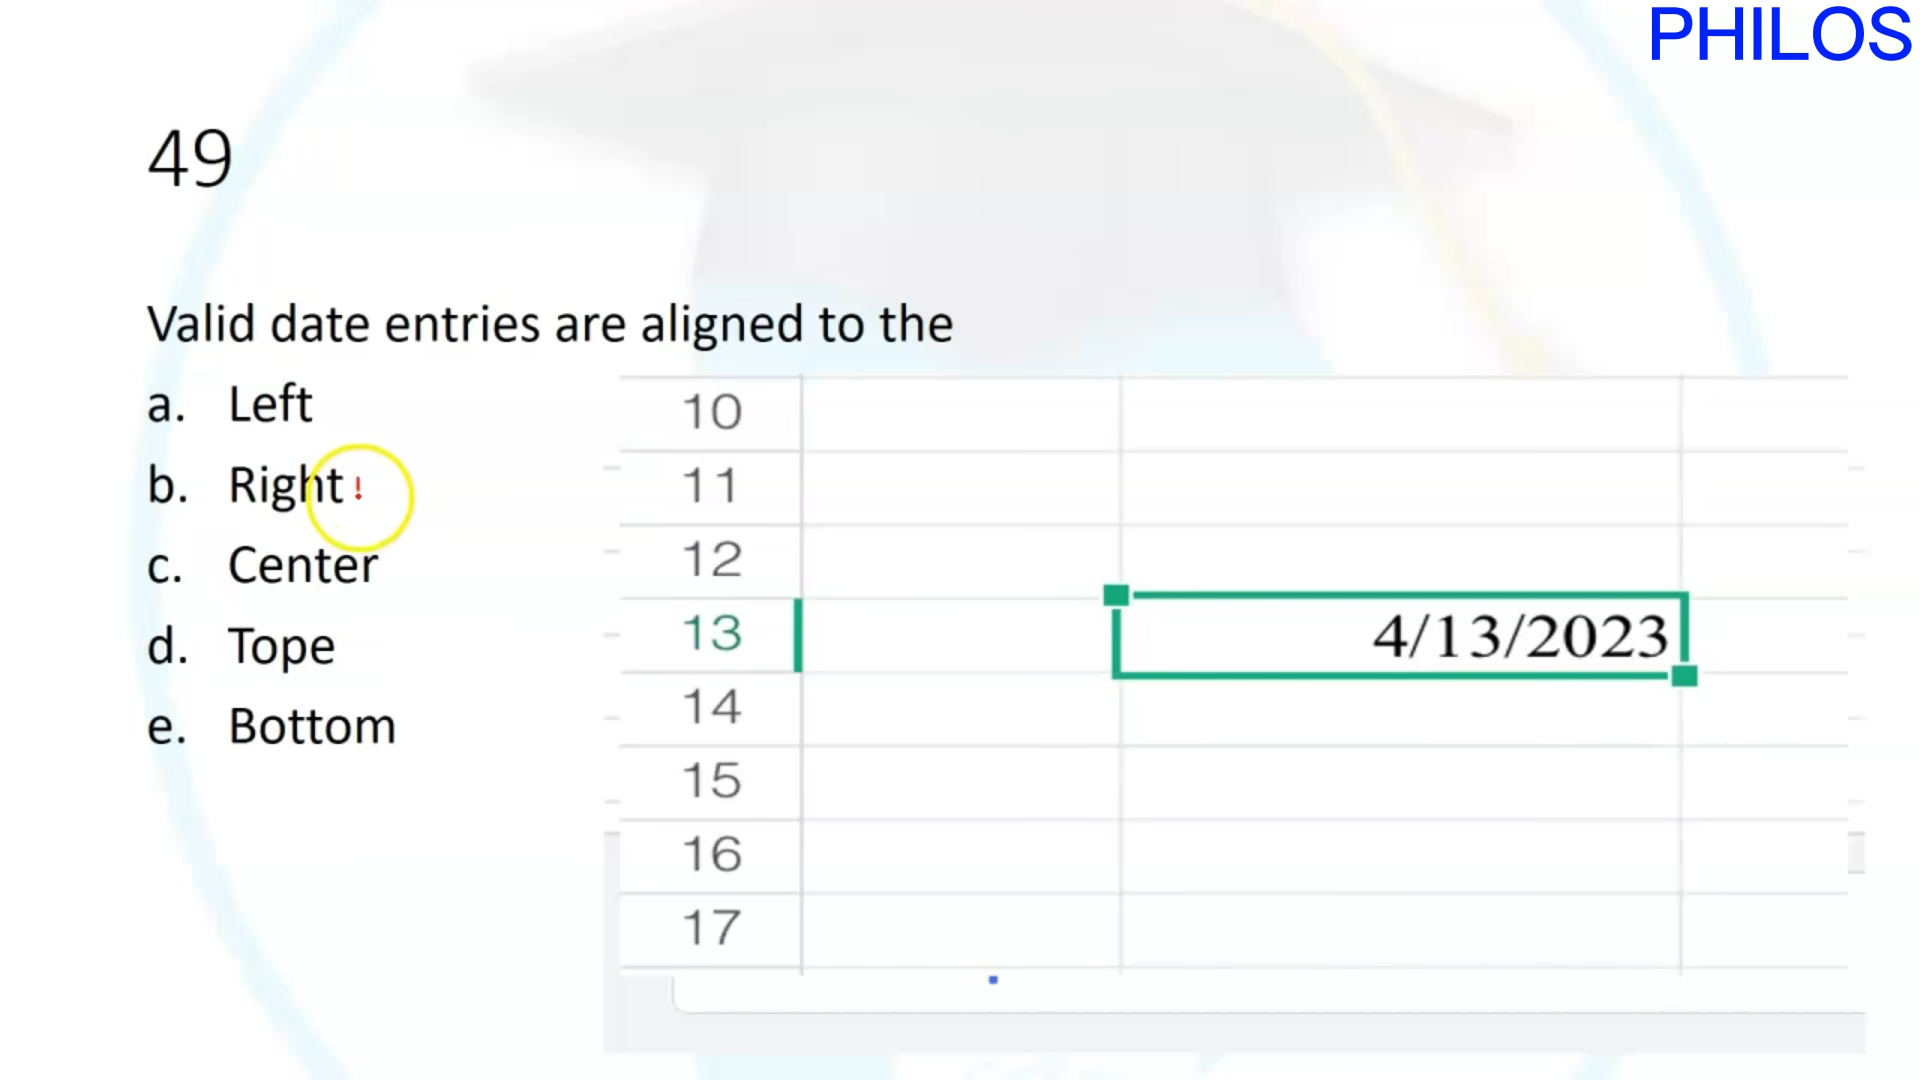 PHILOS
49
Valid date entries are aligned to the
a. Left
b. Right !
c. Center
d. Tope
e. Bottom
10
11
12
13 4/13/2023
14
15
16
17